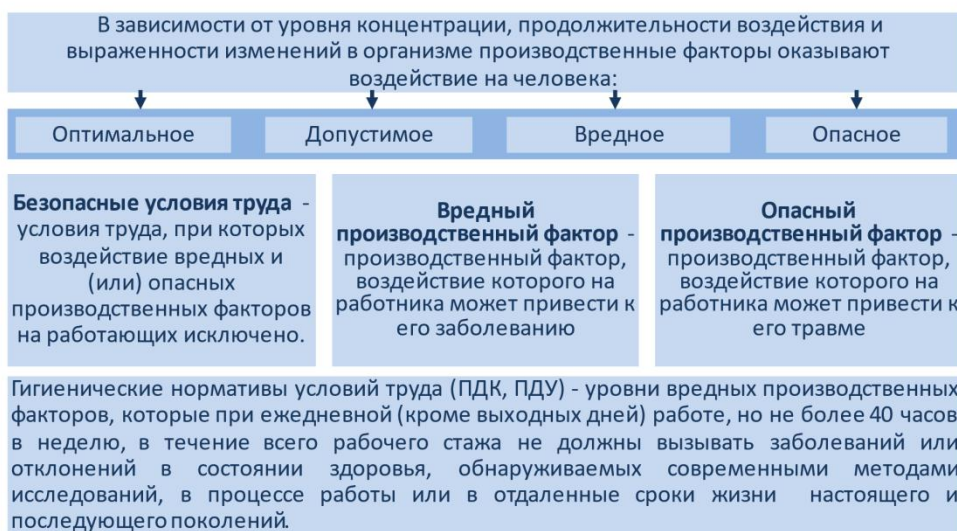 В зависимости от уровня концентрации, продолжительности воздействия и
выраженности изменений в организме производственные факторы оказывают
воздействие на человека:
Оптимальное
Допустимое
Вредное
Опасное
Безопасные условия труда -
условия труда, при которых
воздействие вредных и
(или) опасных
производственных факторов
на работающих исключено.
Вредный
производственный фактор -
производственный фактор,
воздействие которого на
работника может привести к
его заболеванию
Опасный
производственный фактор -
производственный фактор,
воздействие которого на
работника может привести к
его травме
Гигиенические нормативы условий труда (ПДК, ПДУ) - уровни вредных производственных
факторов, которые при ежедневной (кроме выходных дней) работе, но не более 40 часов
в неделю, в течение всего рабочего стажа не должны вызывать заболеваний или
отклонений в состоянии здоровья, обнаруживаемых современными методами
исследований, в процессе работы или в отдаленные сроки жизни настоящего и
последующего поколений.